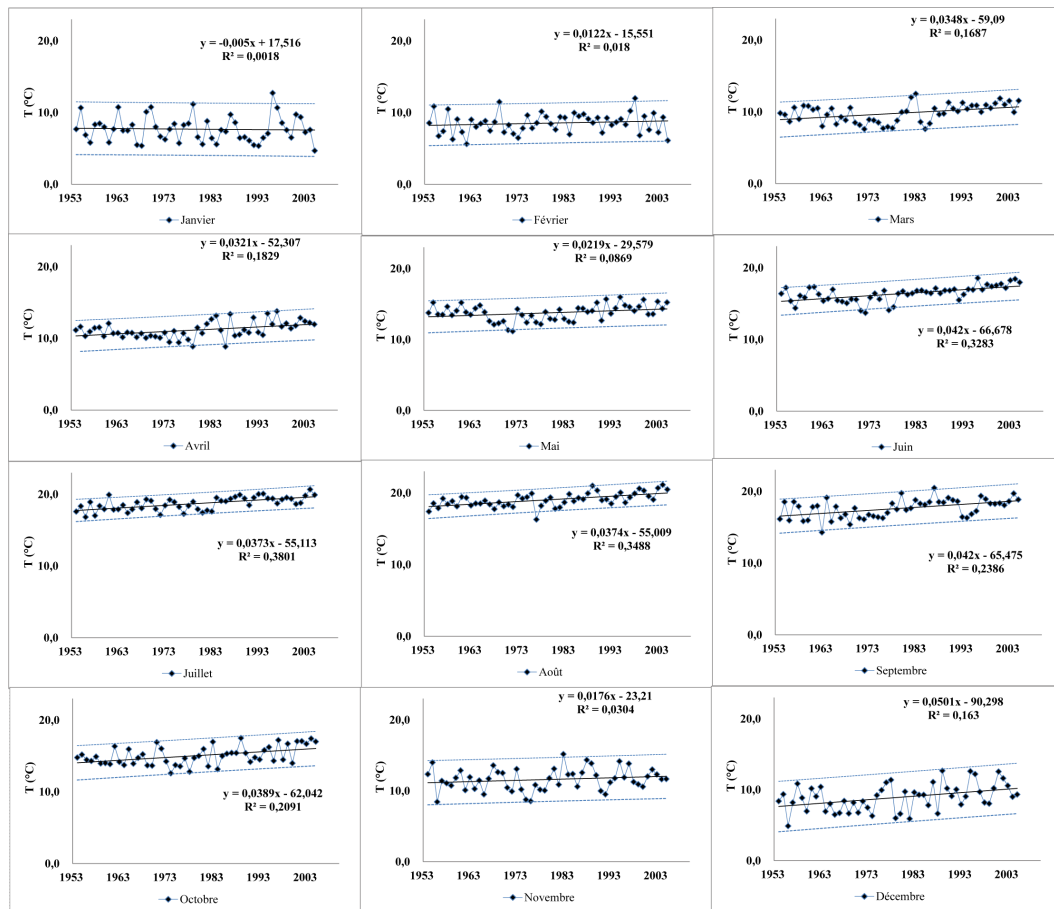 y = -0,005x + 17,516
R² = 0,0018
T (°C)
20,0
10,0
0,0
1953 1963 1973 1983 1993 2003
Janvier
y = 0,0122x - 15,551
R² = 0,018
T (°C)
20,0
10,0
0,0
1953 1963 1973 1983 1993 2003
Février
y = 0,0348x - 59,09
R² = 0,1687
T (°C)
20,0
10,0
0,0
1953 1963 1973 1983 1993 2003
Mars
y = 0,0321x - 52,307
R² = 0,1829
T (°C)
20,0
10,0
0,0
1953 1963 1973 1983 1993 2003
Avril
y = 0,0219x - 29,579
R² = 0,0869
T (°C)
20,0
10,0
0,0
1953 1963 1973 1983 1993 2003
Mai
y = 0,042x - 66,678
R² = 0,3283
T (°C)
20,0
10,0
0,0
1953 1963 1973 1983 1993 2003
Juin
y = 0,0373x - 55,113
R² = 0,3801
T (°C)
20,0
10,0
0,0
1953 1963 1973 1983 1993 2003
Juillet
y = 0,0374x - 55,009
R² = 0,3488
T (°C)
20,0
10,0
0,0
1953 1963 1973 1983 1993 2003
Août
y = 0,042x - 65,475
R² = 0,2386
T (°C)
20,0
10,0
0,0
1953 1963 1973 1983 1993 2003
Septembre
y = 0,0389x - 62,042
R² = 0,2091
T (°C)
20,0
10,0
0,0
1953 1963 1973 1983 1993 2003
Octobre
y = 0,0176x - 23,21
R² = 0,0304
T (°C)
20,0
10,0
0,0
1953 1963 1973 1983 1993 2003
Novembre
y = 0,0501x - 90,298
R² = 0,163
T (°C)
20,0
10,0
0,0
1953 1963 1973 1983 1993 2003
Décembre